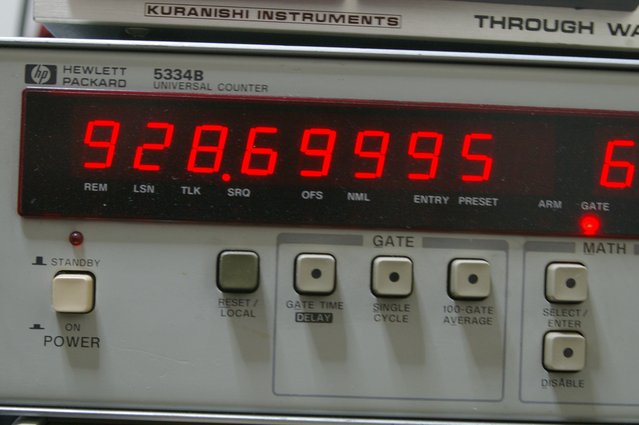 KURANISHI INSTRUMENTS
THROUGH WA
hp HEWLETT PACKARD
5334B
UNIVERSAL COUNTER
928.69995 6
REM LSN TLK SRQ OFS NML ENTRY PRESET ARM GATE
GATE
MATH
STANDBY
ON
POWER
RESET/
LOCAL
GATE TIME
DELAY
SINGLE
CYCLE
100-GATE
AVERAGE
SELECT/
ENTER
DISABLE